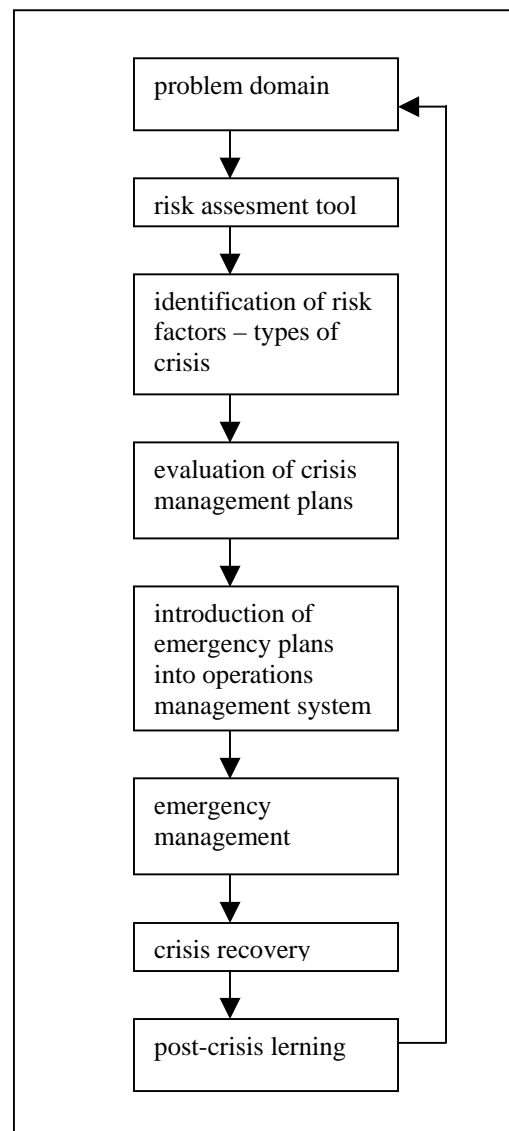 problem domain
risk assesment tool
identification of risk
factors – types of
crisis
evaluation of crisis
management plans
introduction of
emergency plans
into operations
management system
emergency
management
crisis recovery
post-crisis lerning